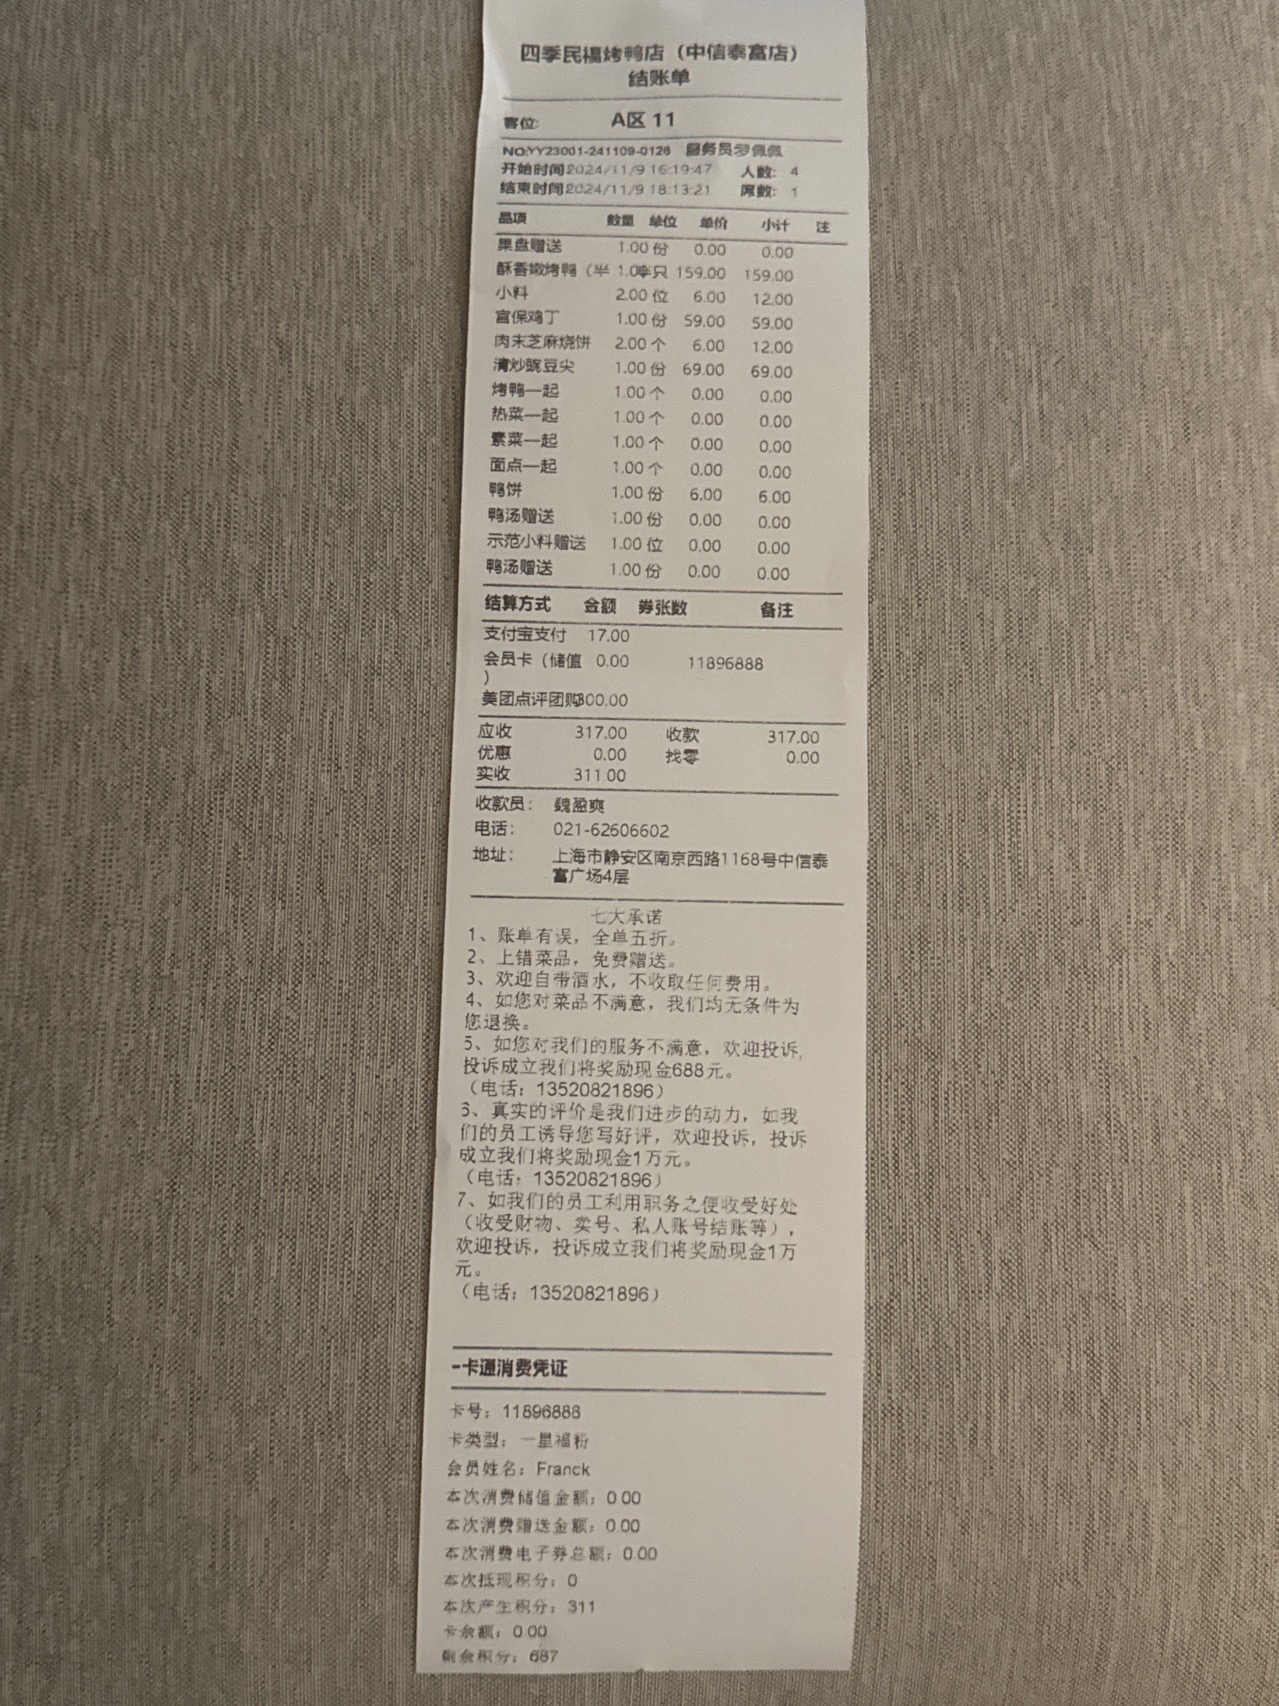 四季民福烤鸭店（中信泰富店）
结账单
客位: A区 11
NO:YY23001-241109-0126 服务员罗佩佩
开始时间2024/11/9 16:19:47 人数: 4
结束时间2024/11/9 18:13:21 席数: 1
品项 数量 单位 单价 小计 注
果盘赠送 1.00 份 0.00 0.00
酥香嫩烤鸭（半 1.00 只 159.00 159.00
小料 2.00 位 6.00 12.00
宫保鸡丁 1.00 份 59.00 59.00
肉末芝麻烧饼 2.00 个 6.00 12.00
清炒豌豆尖 1.00 份 69.00 69.00
烤鸭一起 1.00 个 0.00 0.00
热菜一起 1.00 个 0.00 0.00
素菜一起 1.00 个 0.00 0.00
面点一起 1.00 个 0.00 0.00
鸭饼 1.00 份 6.00 6.00
鸭汤赠送 1.00 份 0.00 0.00
示范小料赠送 1.00 位 0.00 0.00
鸭汤赠送 1.00 份 0.00 0.00
结算方式 金额 券张数 备注
支付宝支付 17.00
会员卡（储值 0.00 11896888
）
美团点评团购300.00
应收 317.00 收款 317.00
优惠 0.00 找零 0.00
实收 311.00
收款员: 魏盈爽
电话: 021-62606602
地址: 上海市静安区南京西路1168号中信泰
富广场4层
七大承诺
1、账单有误，全单五折。
2、上错菜品，免费赠送。
3、欢迎自带酒水，不收取任何费用。
4、如您对菜品不满意，我们均无条件为
您退换。
5、如您对我们的服务不满意，欢迎投诉,
投诉成立我们将奖励现金688元。
（电话：13520821896）
6、真实的评价是我们进步的动力，如我
们的员工诱导您写好评，欢迎投诉，投诉
成立我们将奖励现金1万元。
（电话：13520821896）
7、如我们的员工利用职务之便收受好处
（收受财物、卖号、私人账号结账等），
欢迎投诉，投诉成立我们将奖励现金1万
元。
（电话：13520821896）
一卡通消费凭证
卡号：11896888
卡类型：一星福粉
会员姓名：Franck
本次消费储值金额：0.00
本次消费赠送金额：0.00
本次消费电子券总额：0.00
本次抵现积分：0
本次产生积分：311
卡余额：0.00
剩余积分：687